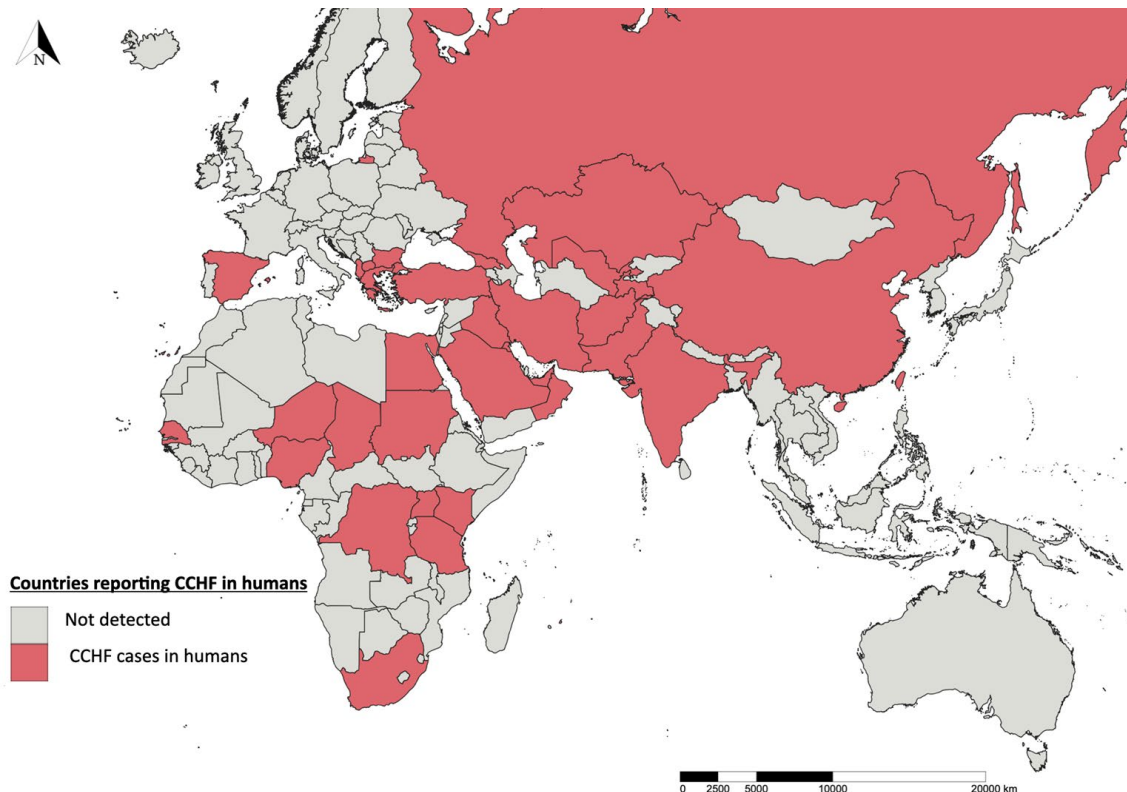 N
Countries reporting CCHF in humans
Not detected
CCHF cases in humans
0 2500 5000 10000 20000 km